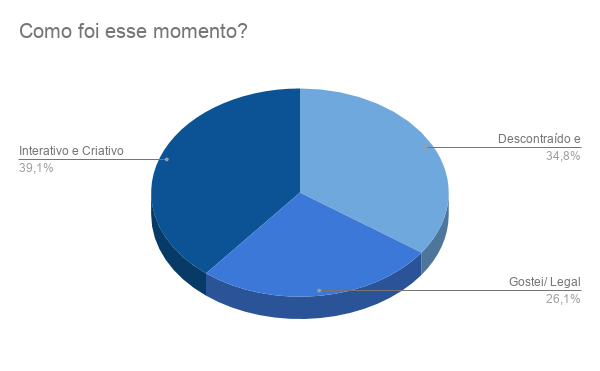 Como foi esse momento?
Interativo e Criativo
39,1%
Descontraído e
34,8%
Gostei/ Legal
26,1%